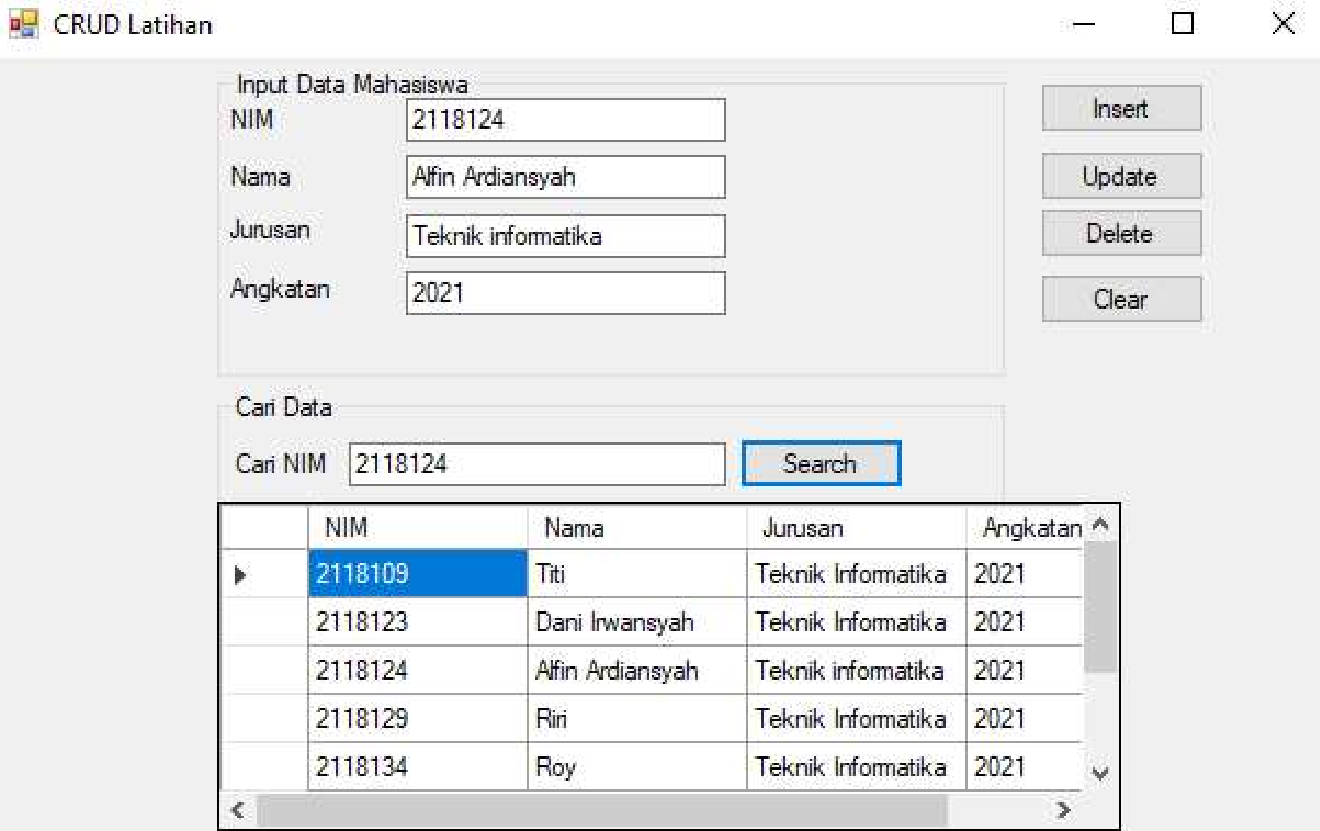 CRUD Latihan
Input Data Mahasiswa
NIM 2118124
Nama Alfin Ardiansyah
Jurusan Teknik informatika
Angkatan 2021
Insert
Update
Delete
Clear
Cari Data
Cari NIM 2118124 Search
NIM Nama Jurusan Angkatan
2118109 Titi Teknik Informatika 2021
2118123 Dani Irwansyah Teknik Informatika 2021
2118124 Alfin Ardiansyah Teknik informatika 2021
2118129 Riri Teknik Informatika 2021
2118134 Roy Teknik Informatika 2021